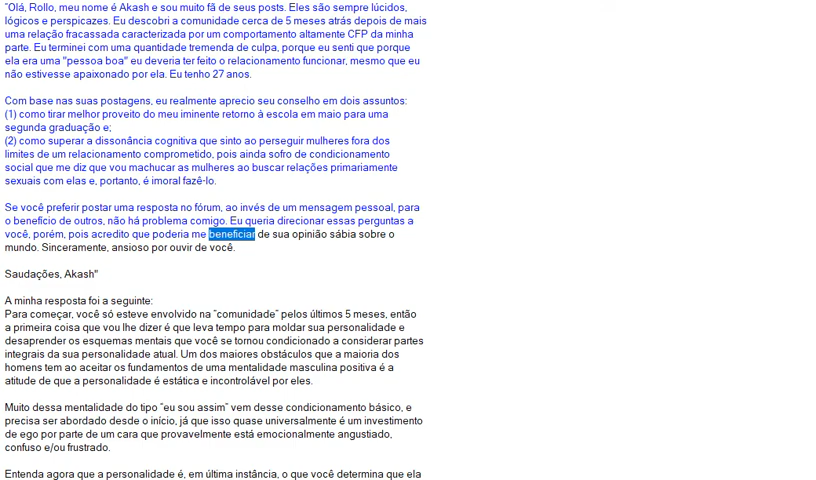 "Olá, Rollo, meu nome é Akash e sou muito fã de seus posts. Eles são sempre lúcidos,
lógicos e perspicazes. Eu descobri a comunidade cerca de 5 meses atrás depois de mais
uma relação fracassada caracterizada por um comportamento altamente CFP da minha
parte. Eu terminei com uma quantidade tremenda de culpa, porque eu senti que porque
ela era uma "pessoa boa" eu deveria ter feito o relacionamento funcionar, mesmo que eu
não estivesse apaixonado por ela. Eu tenho 27 anos.
Com base nas suas postagens, eu realmente aprecio seu conselho em dois assuntos:
(1) como tirar melhor proveito do meu iminente retorno à escola em maio para uma
segunda graduação e;
(2) como superar a dissonância cognitiva que sinto ao perseguir mulheres fora dos
limites de um relacionamento comprometido, pois ainda sofro de condicionamento
social que me diz que vou machucar as mulheres ao buscar relações primariamente
sexuais com elas e, portanto, é imoral fazê-lo.
Se você preferir postar uma resposta no fórum, ao invés de um mensagem pessoal, para
o benefício de outros, não há problema comigo. Eu queria direcionar essas perguntas a
você, porém, pois acredito que poderia me beneficiar de sua opinião sábia sobre o
mundo. Sinceramente, ansioso por ouvir de você.
Saudações, Akash"
A minha resposta foi a seguinte:
Para começar, você só esteve envolvido na "comunidade" pelos últimos 5 meses, então
a primeira coisa que vou lhe dizer é que leva tempo para moldar sua personalidade e
desaprender os esquemas mentais que você se tornou condicionado a considerar partes
integrais da sua personalidade atual. Um dos maiores obstáculos que a maioria dos
homens tem ao aceitar os fundamentos de uma mentalidade masculina positiva é a
atitude de que a personalidade é estática e incontrolável por eles.
Muito dessa mentalidade do tipo "eu sou assim" vem desse condicionamento básico, e
precisa ser abordado desde o início, já que isso quase universalmente é um investimento
de ego por parte de um cara que provavelmente está emocionalmente angustiado,
confuso e/ou frustrado.
Entenda agora que a personalidade é, em última instância, o que você determina que ela